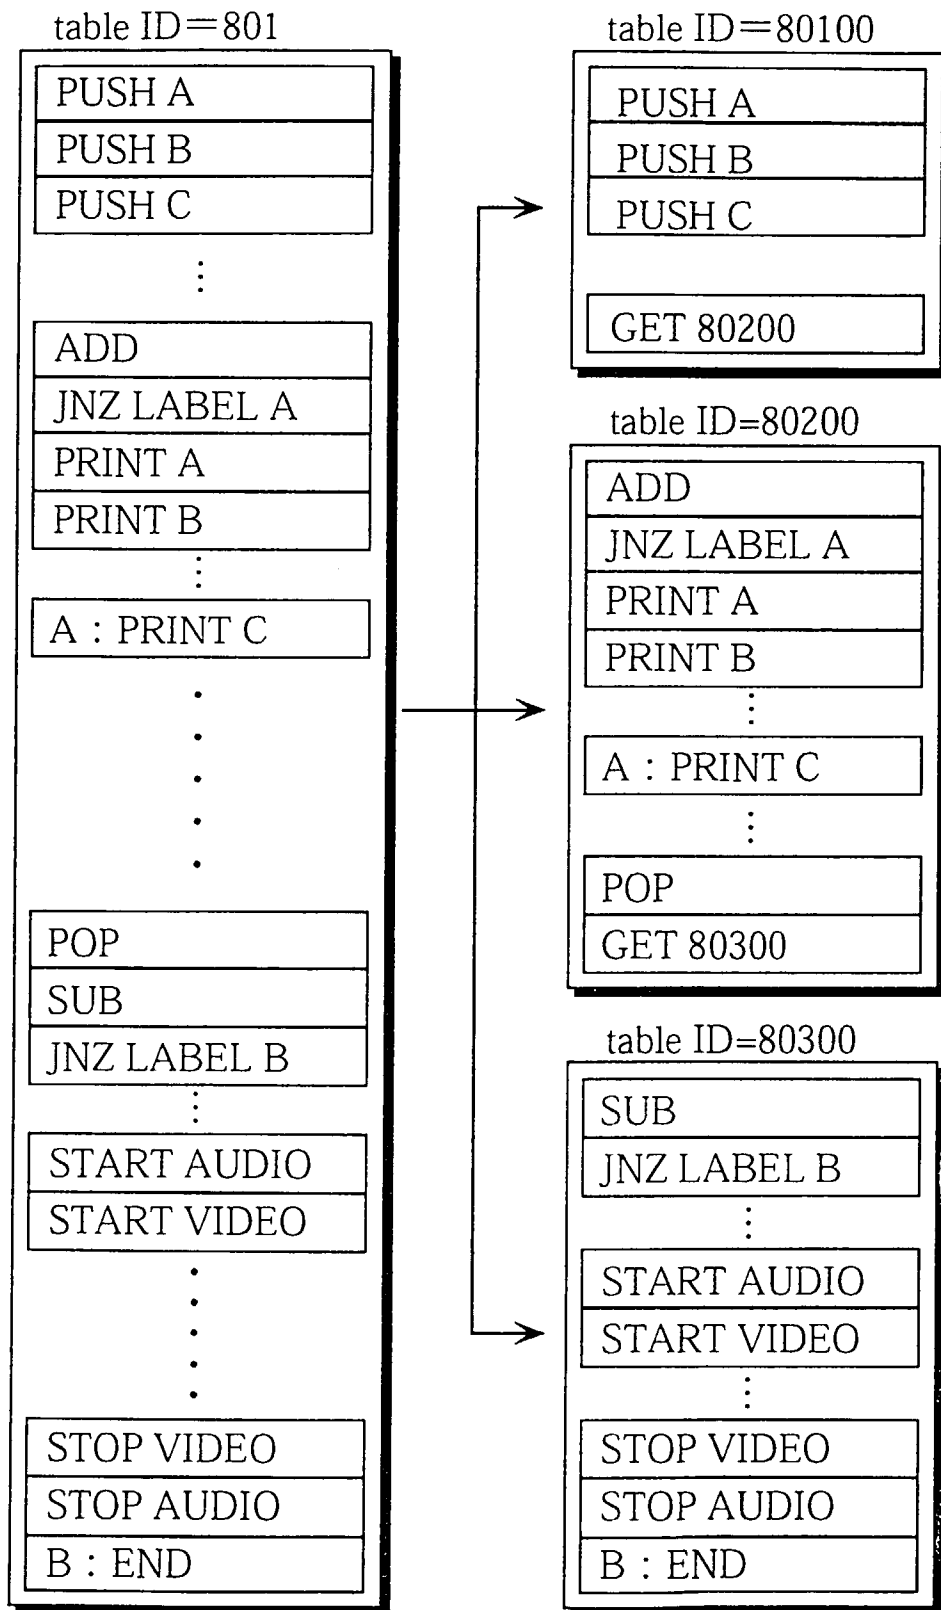 table ID=801
PUSH A
PUSH B
PUSH C
ADD
JNZ LABEL A
PRINT A
PRINT B
A : PRINT C
POP
SUB
JNZ LABEL B
START AUDIO
START VIDEO
STOP VIDEO
STOP AUDIO
B : END
table ID=80100
PUSH A
PUSH B
PUSH C
GET 80200
table ID=80200
ADD
JNZ LABEL A
PRINT A
PRINT B
A : PRINT C
POP
GET 80300
table ID=80300
SUB
JNZ LABEL B
START AUDIO
START VIDEO
STOP VIDEO
STOP AUDIO
B : END